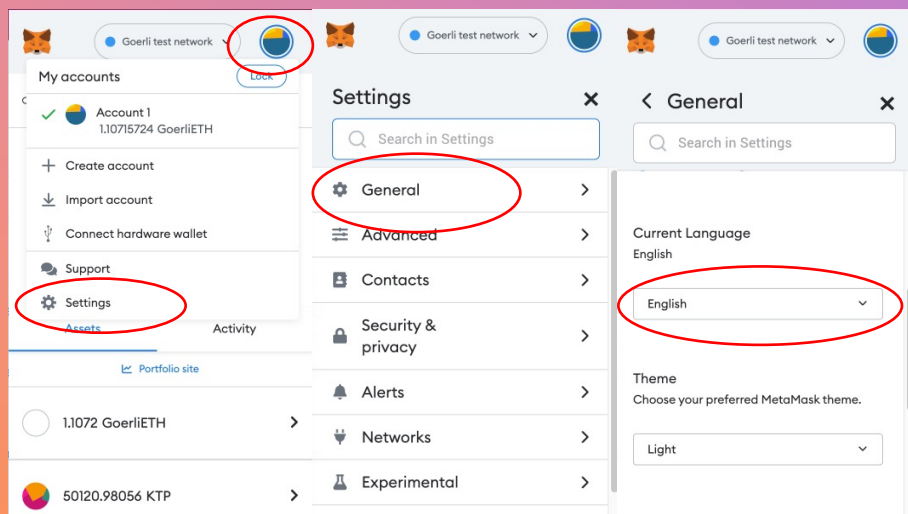 Goerli test network
My accounts
Lock
Account 1
1.10715724 GoerliETH
Create account
Import account
Connect hardware wallet
Support
Settings
Assets
Activity
Portfolio site
1.1072 GoerliETH
50120.98056 KTP
Goerli test network
Settings
Search in Settings
General
Advanced
Contacts
Security &
privacy
Alerts
Networks
Experimental
Goerli test network
General
Search in Settings
Current Language
English
English
Theme
Choose your preferred MetaMask theme.
Light